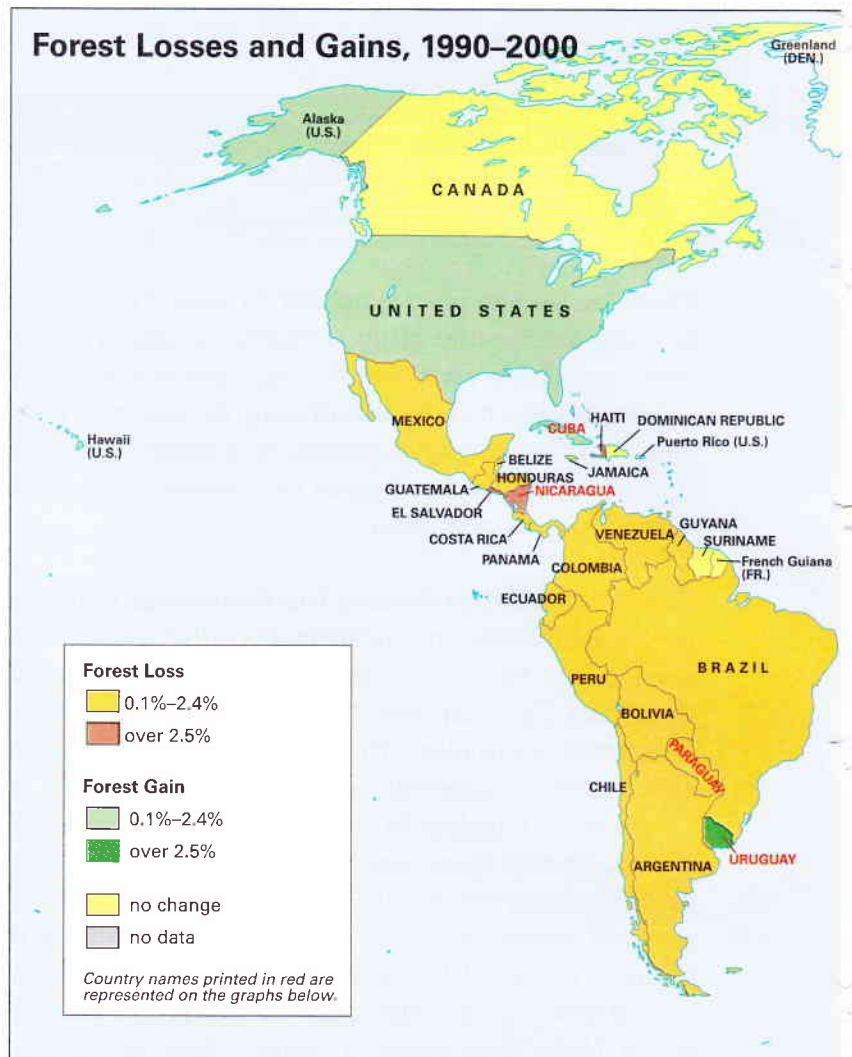 Forest Losses and Gains, 1990–2000
Greenland
(DEN.)
Alaska
(U.S.)
CANADA
UNITED STATES
MEXICO
Hawaii
(U.S.)
CUBA
HAITI
DOMINICAN REPUBLIC
Puerto Rico (U.S.)
BELIZE
JAMAICA
HONDURAS
GUATEMALA
NICARAGUA
EL SALVADOR
COSTA RICA
PANAMA
VENEZUELA
GUYANA
SURINAME
French Guiana
(FR.)
COLOMBIA
ECUADOR
BRAZIL
PERU
BOLIVIA
PARAGUAY
CHILE
ARGENTINA
URUGUAY
Forest Loss
0.1%–2.4%
over 2.5%
Forest Gain
0.1%–2.4%
over 2.5%
no change
no data
Country names printed in red are
represented on the graphs below.